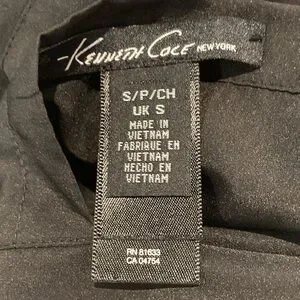 KENNETH COLE NEW YORK
S/P/CH
UK S
MADE IN
VIETNAM
FABRIQUE EN
VIETNAM
HECHO EN
VIETNAM
RN 81633
CA 04754